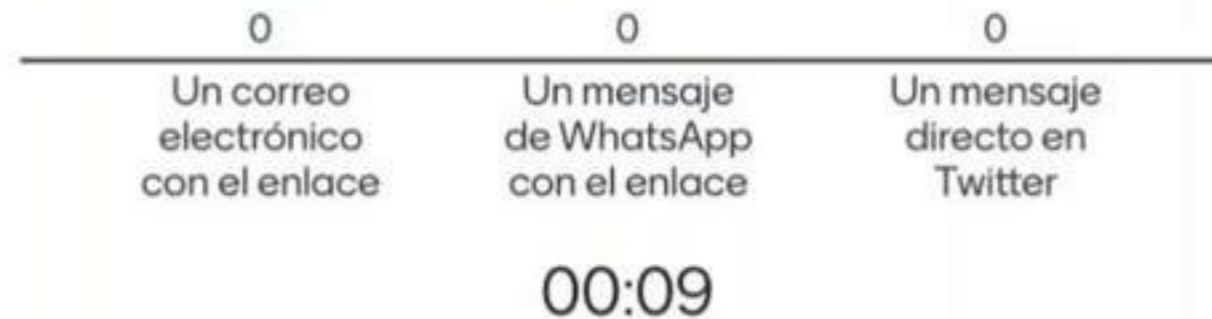 0 0 0
Un correo Un mensaje Un mensaje
electrónico de WhatsApp directo en
con el enlace con el enlace Twitter
00:09